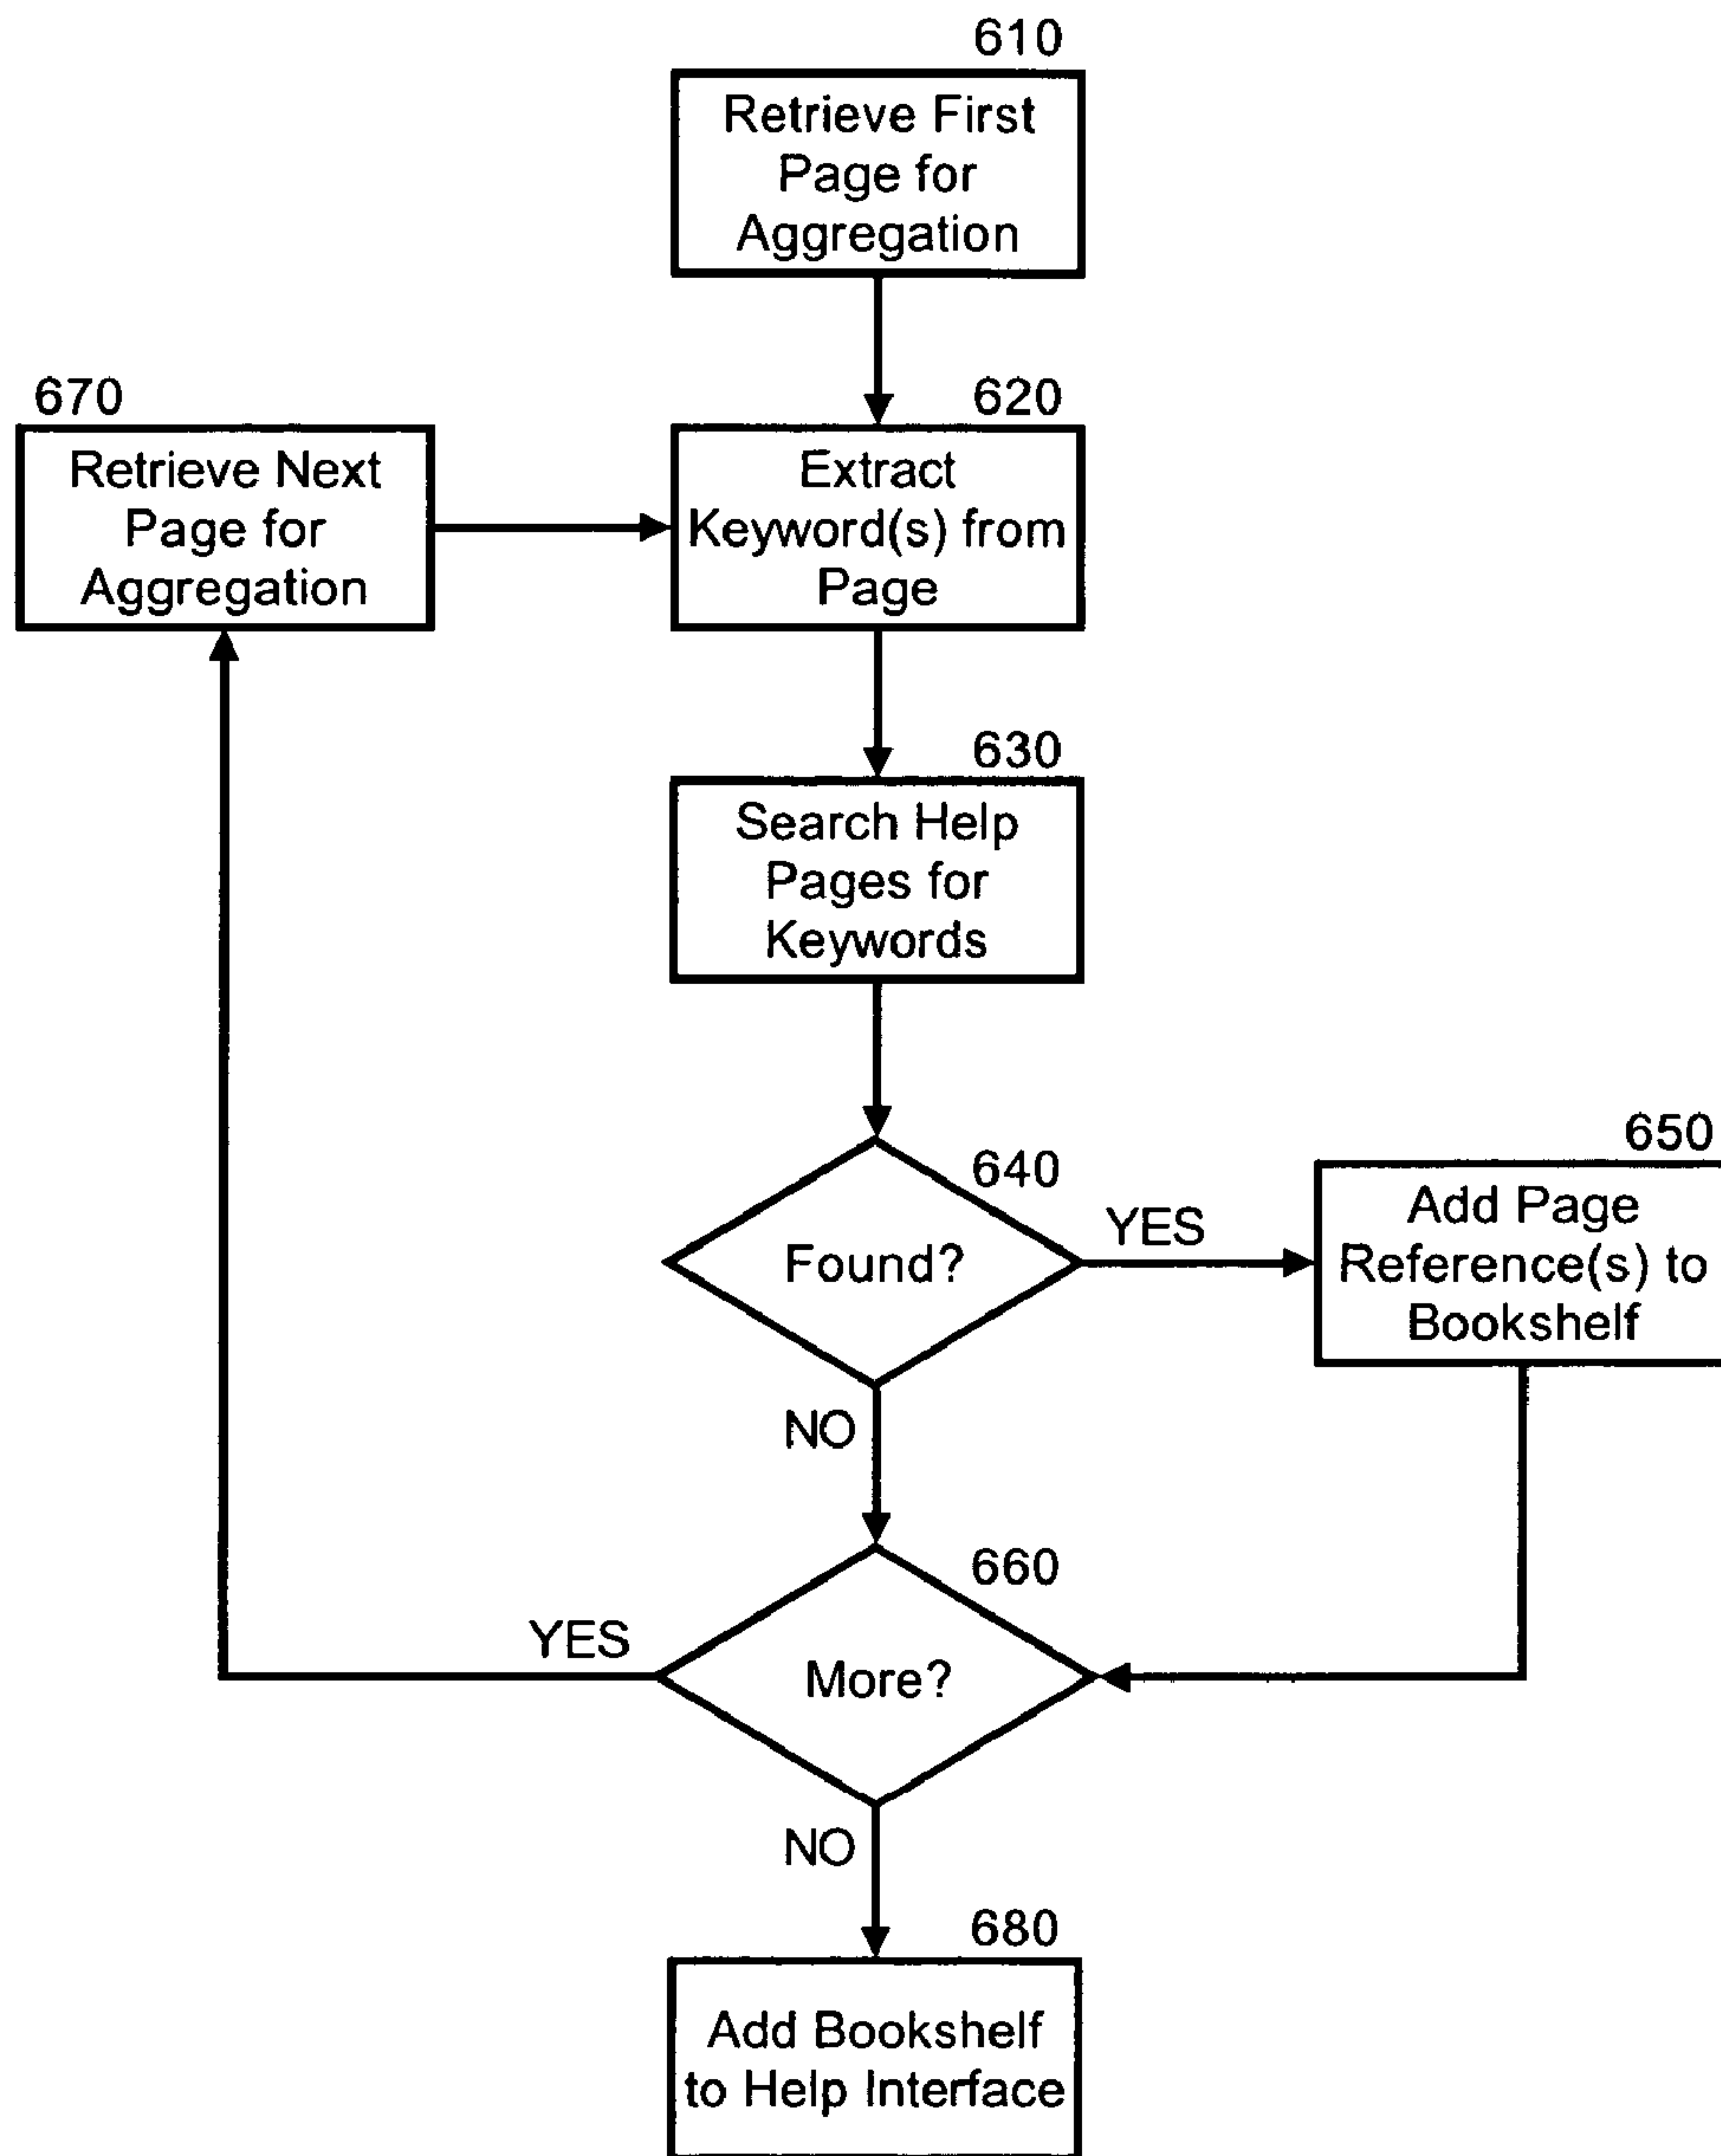 610
Retrieve First
Page for
Aggregation
670
Retrieve Next
Page for
Aggregation
620
Extract
Keyword(s) from
Page
630
Search Help
Pages for
Keywords
640
Found?
YES
NO
650
Add Page
Reference(s) to
Bookshelf
660
More?
YES
NO
680
Add Bookshelf
to Help Interface